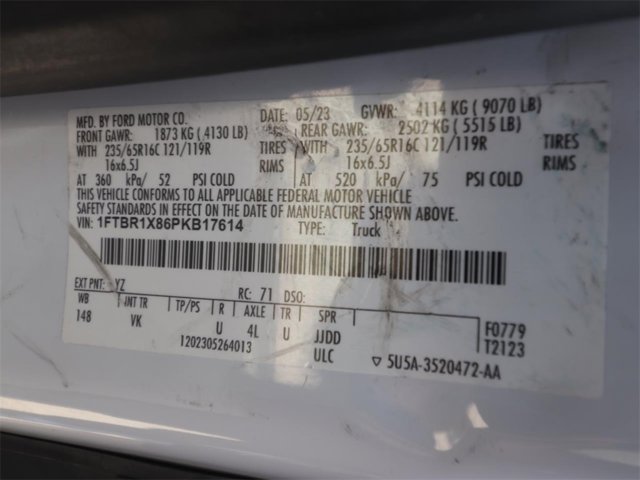 MFD. BY FORD MOTOR CO. DATE: 05/23 GVWR: 4114 KG ( 9070 LB)
FRONT GAWR: 1873 KG ( 4130 LB) REAR GAWR: 2502 KG ( 5515 LB)
WITH 235/65R16C 121/119R TIRES WITH 235/65R16C 121/119R TIRES
16x6.5J RIMS 16x6.5J RIMS
AT 360 kPa/ 52 PSI COLD AT 520 kPa/ 75 PSI COLD
THIS VEHICLE CONFORMS TO ALL APPLICABLE FEDERAL MOTOR VEHICLE
SAFETY STANDARDS IN EFFECT ON THE DATE OF MANUFACTURE SHOWN ABOVE.
VIN: 1FTBR1X86PKB17614 TYPE: Truck
EXT PNT: YZ RC: 71 DSO:
WB INT TR TP/PS R AXLE TR SPR
148 VK U 4L U JJDD F0779
1202305264013 ULC T2123
5U5A-3520472-AA